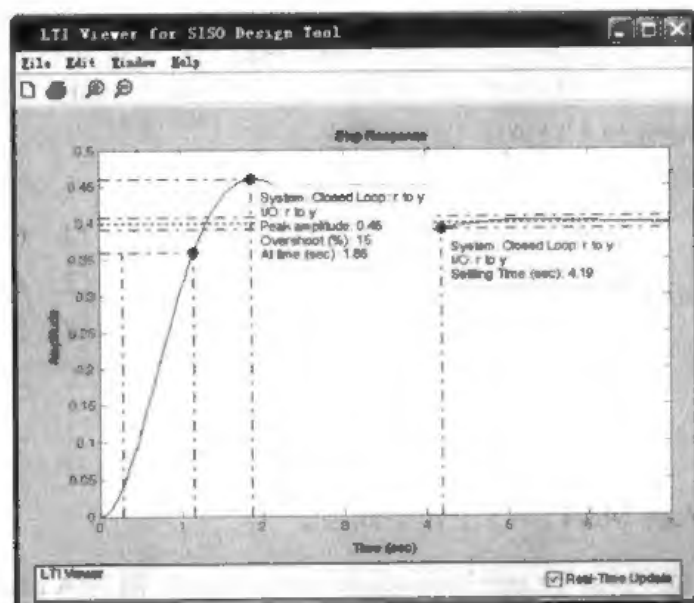 LTI Viewer for SISO Design Tool
File Edit Window Help
Step Response
0.5
0.45
0.4
0.35
0.3
0.25
0.2
0.15
0.1
0.05
0
Amplitude
System: Closed Loop: r to y
I/O: r to y
Peak amplitude: 0.46
Overshoot (%): 15
At time (sec): 1.86
System: Closed Loop: r to y
I/O: r to y
Settling Time (sec): 4.19
0 1 2 3 4 5 6 7
Time (sec)
LTI Viewer
Real-Time Update